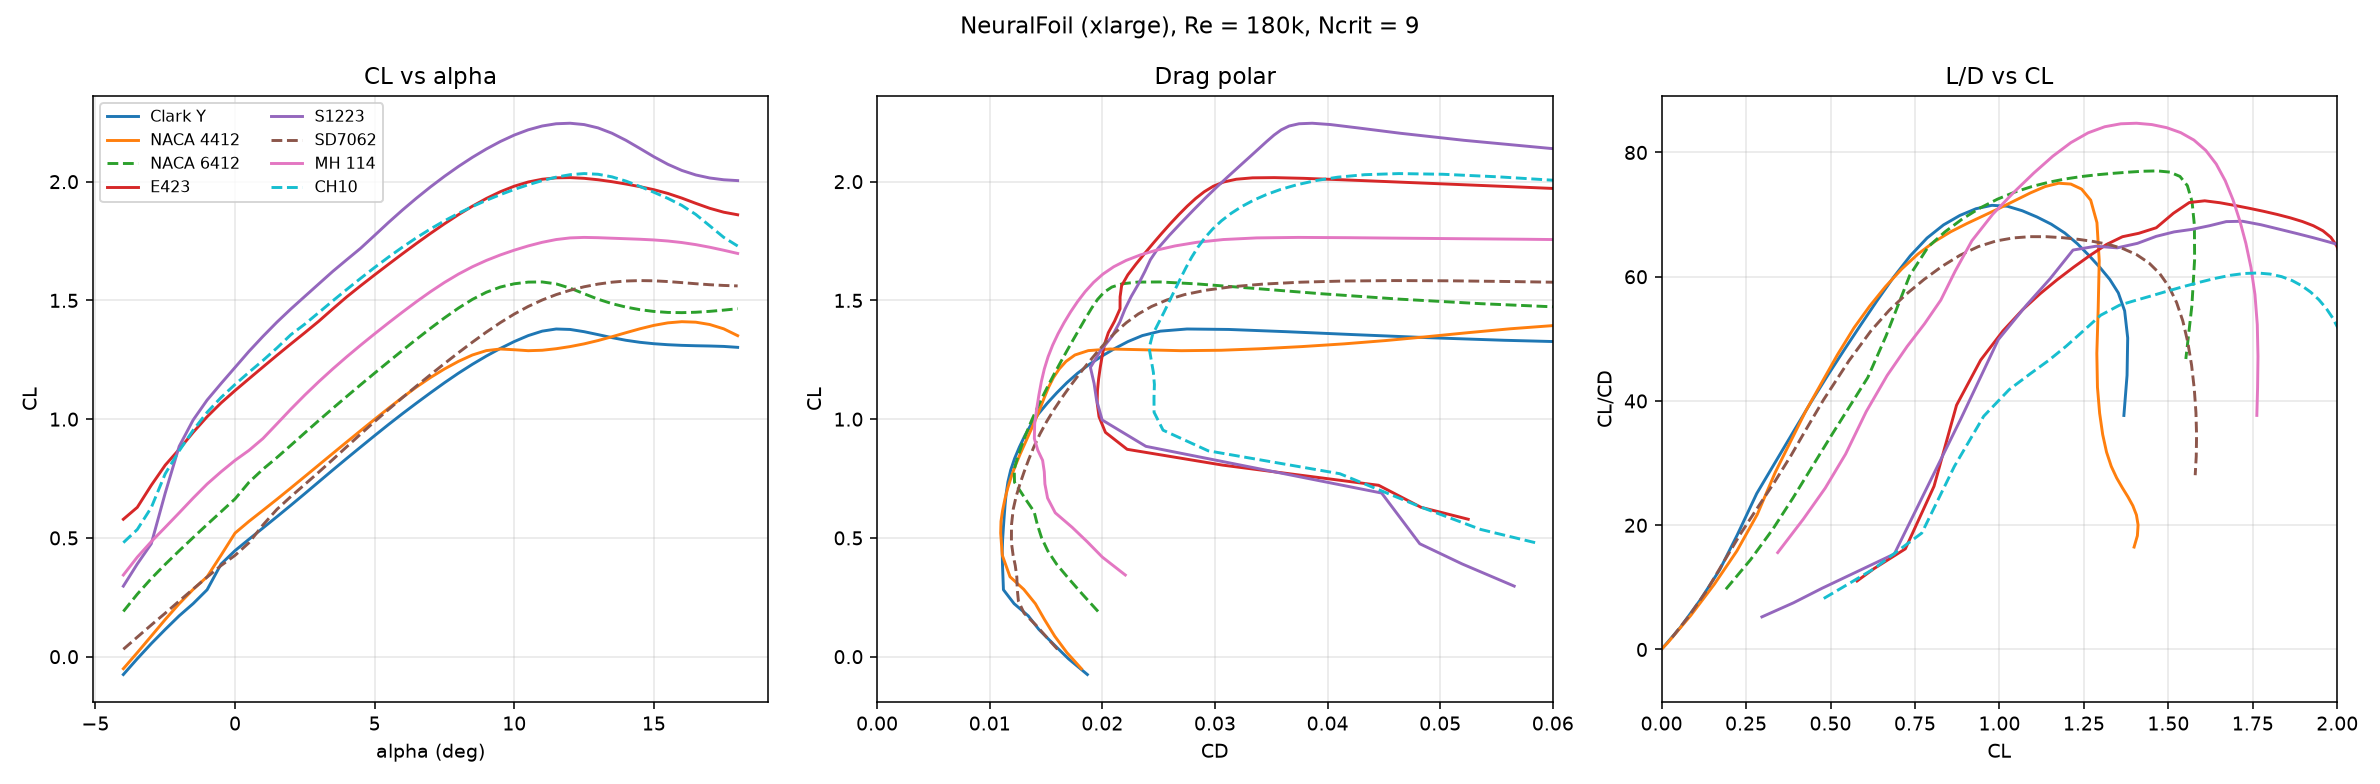 NeuralFoil (xlarge), Re = 180k, Ncrit = 9
CL vs alpha
Clark Y
NACA 4412
NACA 6412
E423
S1223
SD7062
MH 114
CH10
CL
2.0
1.5
1.0
0.5
0.0
−5
0
5
10
15
alpha (deg)
Drag polar
CL
2.0
1.5
1.0
0.5
0.0
0.00
0.01
0.02
0.03
0.04
0.05
0.06
CD
L/D vs CL
CL/CD
80
60
40
20
0
0.00
0.25
0.50
0.75
1.00
1.25
1.50
1.75
2.00
CL